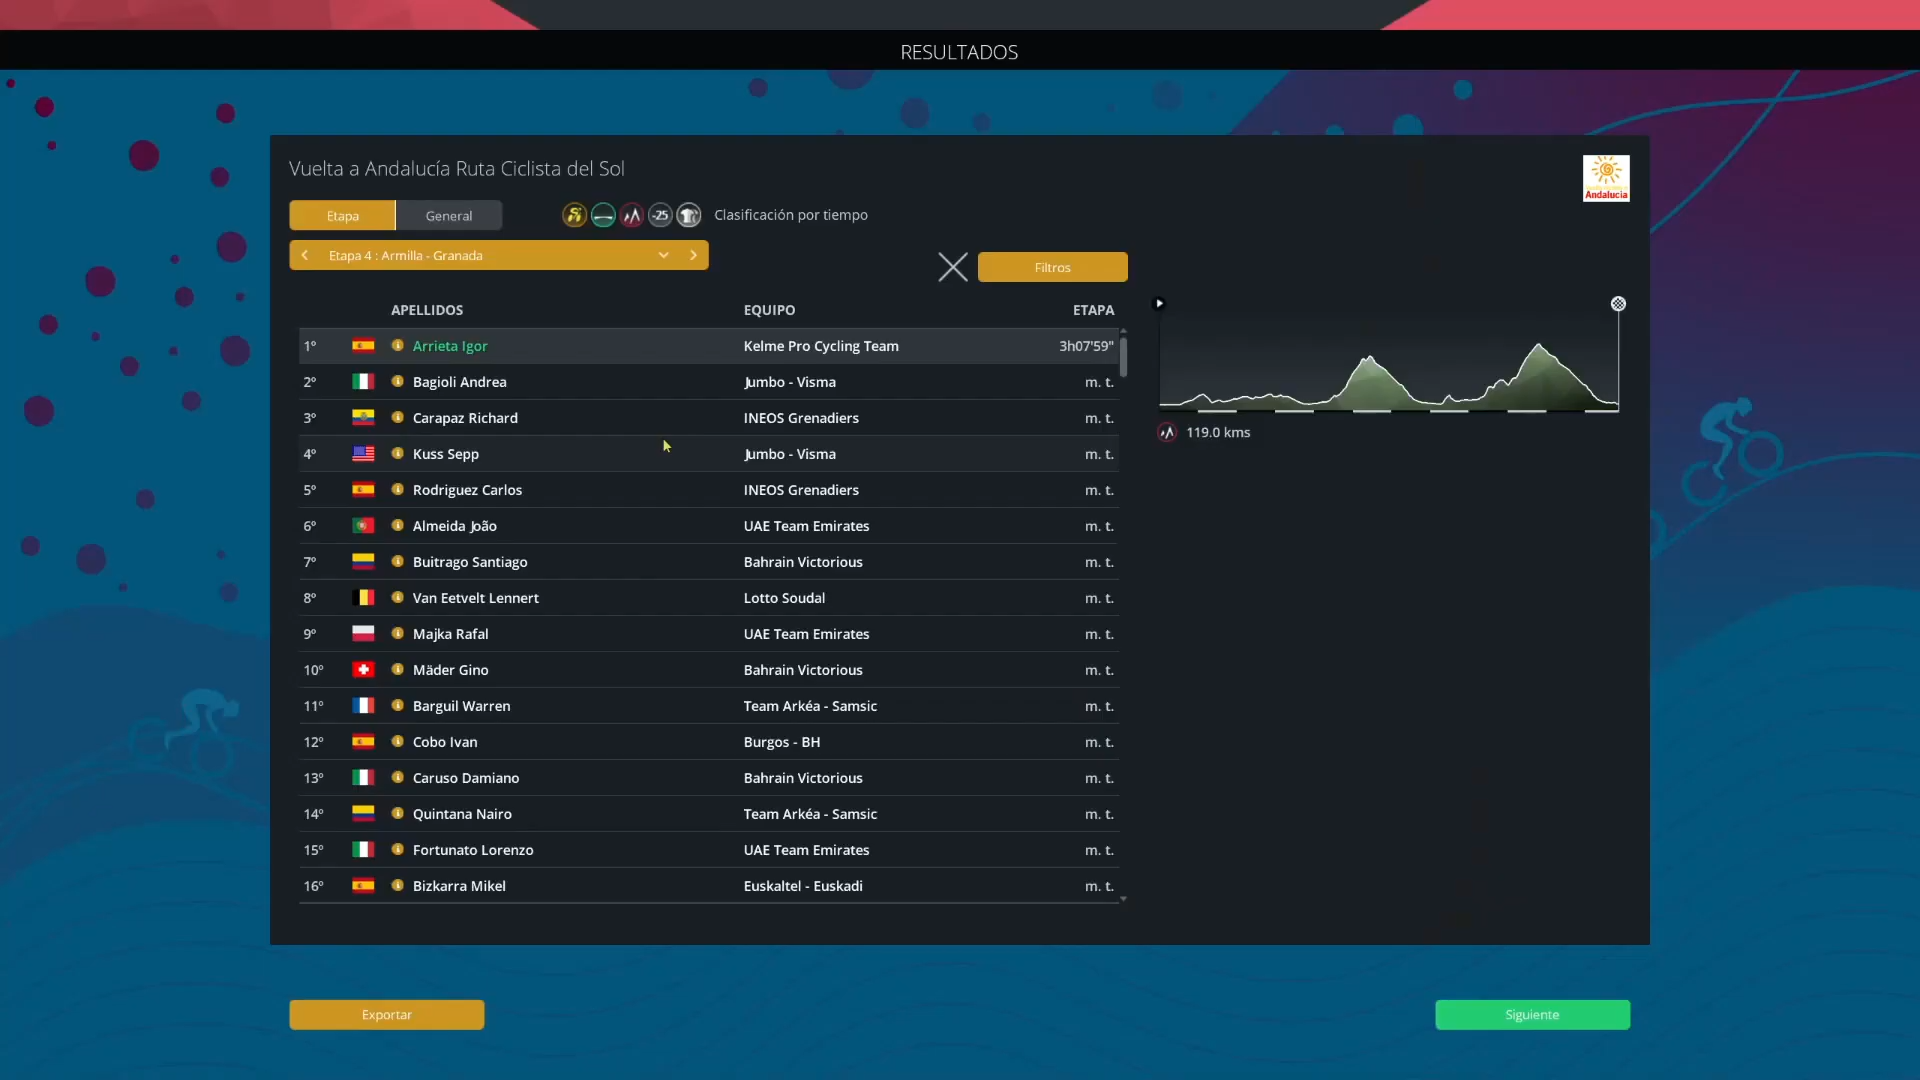 RESULTADOS
Vuelta a Andalucía Ruta Ciclista del Sol
Andalucía
Etapa General -25 Clasificación por tiempo
Etapa 4 : Armilla - Granada
Filtros
APELLIDOS EQUIPO ETAPA
1º Arrieta Igor Kelme Pro Cycling Team 3h07'59"
2º Bagioli Andrea Jumbo - Visma m. t.
3º Carapaz Richard INEOS Grenadiers m. t.
4º Kuss Sepp Jumbo - Visma m. t.
5º Rodriguez Carlos INEOS Grenadiers m. t.
6º Almeida João UAE Team Emirates m. t.
7º Buitrago Santiago Bahrain Victorious m. t.
8º Van Eetvelt Lennert Lotto Soudal m. t.
9º Majka Rafal UAE Team Emirates m. t.
10º Mäder Gino Bahrain Victorious m. t.
11º Barguil Warren Team Arkéa - Samsic m. t.
12º Cobo Ivan Burgos - BH m. t.
13º Caruso Damiano Bahrain Victorious m. t.
14º Quintana Nairo Team Arkéa - Samsic m. t.
15º Fortunato Lorenzo UAE Team Emirates m. t.
16º Bizkarra Mikel Euskaltel - Euskadi m. t.
119.0 kms
Exportar
Siguiente